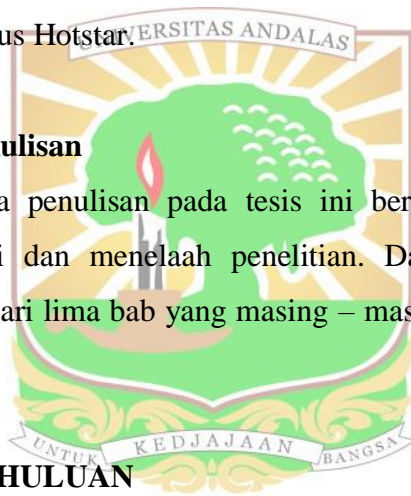 us Hotstar.
UNIVERSITAS ANDALAS
ulisan
a penulisan pada tesis ini ber
i dan menelaah penelitian. Da
ari lima bab yang masing – mas
UNTUK KEDJAJAAN BANGSA
HULUAN